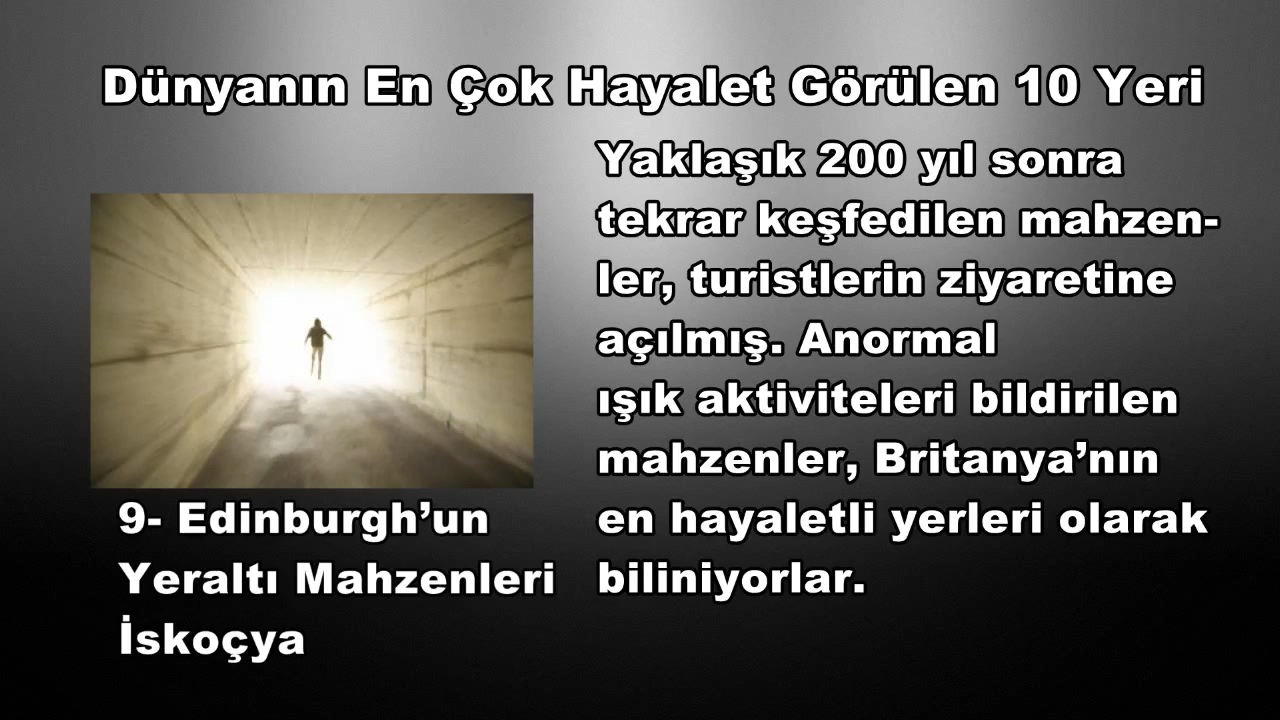 Dünyanın En Çok Hayalet Görülen 10 Yeri
Yaklaşık 200 yıl sonra
tekrar keşfedilen mahzen-
ler, turistlerin ziyaretine
açılmış. Anormal
ışık aktiviteleri bildirilen
mahzenler, Britanya’nın
en hayaletli yerleri olarak
biliniyorlar.
9- Edinburgh’un
Yeraltı Mahzenleri
İskoçya